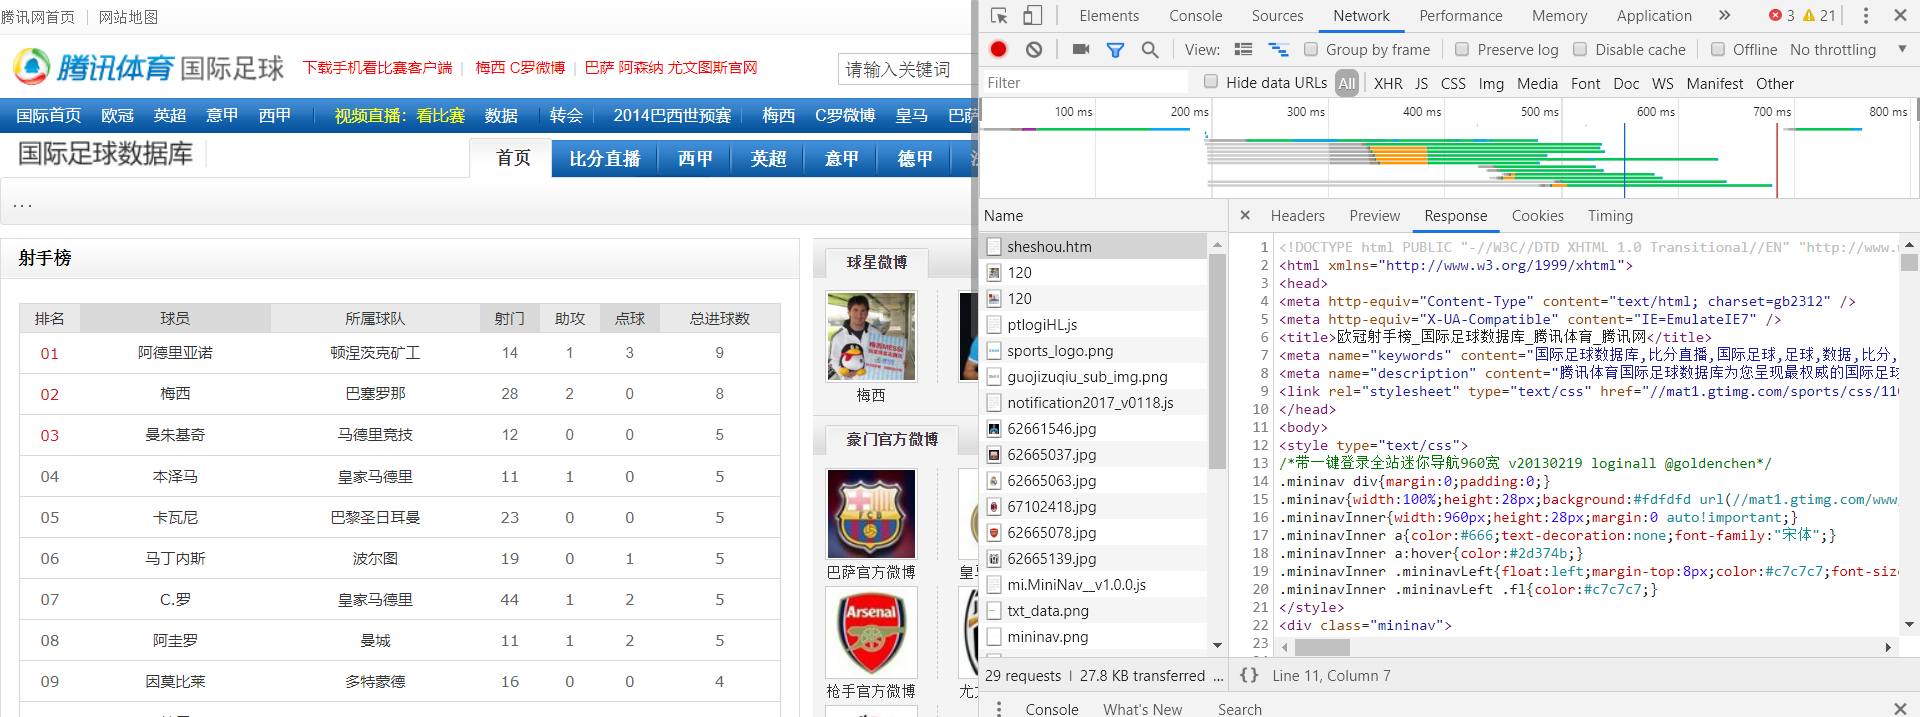 腾讯网首页 | 网站地图
腾讯体育 国际足球 下载手机看比赛客户端 | 梅西 C罗微博 | 巴萨 阿森纳 尤文图斯官网 请输入关键词
国际首页 欧冠 英超 意甲 西甲 | 视频直播：看比赛 数据 | 转会 | 2014巴西世预赛 | 梅西 C罗微博 皇马 巴萨
国际足球数据库 首页 比分直播 西甲 英超 意甲 德甲
...
射手榜
排名 球员 所属球队 射门 助攻 点球 总进球数
01 阿德里亚诺 顿涅茨克矿工 14 1 3 9
02 梅西 巴塞罗那 28 2 0 8
03 曼朱基奇 马德里竞技 12 0 0 5
04 本泽马 皇家马德里 11 1 0 5
05 卡瓦尼 巴黎圣日耳曼 23 0 0 5
06 马丁内斯 波尔图 19 0 1 5
07 C.罗 皇家马德里 44 1 2 5
08 阿圭罗 曼城 11 1 2 5
09 因莫比莱 多特蒙德 16 0 0 4
球星微博
梅西
豪门官方微博
FCB
巴萨官方微博 皇马
Arsenal
枪手官方微博 尤文
Elements Console Sources Network Performance Memory Application » 3 21
View: Group by frame Preserve log Disable cache Offline No throttling
Filter Hide data URLs All XHR JS CSS Img Media Font Doc WS Manifest Other
100 ms 200 ms 300 ms 400 ms 500 ms 600 ms 700 ms 800 ms
Name
sheshou.htm
120
120
ptlogiHL.js
sports_logo.png
guojizuqiu_sub_img.png
notification2017_v0118.js
62661546.jpg
62665037.jpg
62665063.jpg
67102418.jpg
62665078.jpg
62665139.jpg
mi.MiniNav__v1.0.0.js
txt_data.png
mininav.png
29 requests | 27.8 KB transferred ...
× Headers Preview Response Cookies Timing
1 <!DOCTYPE html PUBLIC "-//W3C//DTD XHTML 1.0 Transitional//EN" "http://www.
2 <html xmlns="http://www.w3.org/1999/xhtml">
3 <head>
4 <meta http-equiv="Content-Type" content="text/html; charset=gb2312" />
5 <meta http-equiv="X-UA-Compatible" content="IE=EmulateIE7" />
6 <title>欧冠射手榜_国际足球数据库_腾讯体育_腾讯网</title>
7 <meta name="keywords" content="国际足球数据库,比分直播,国际足球,足球,数据,比分,
8 <meta name="description" content="腾讯体育国际足球数据库为您呈现最权威的国际足球
9 <link rel="stylesheet" type="text/css" href="//mat1.gtimg.com/sports/css/110
10 </head>
11 <body>
12 <style type="text/css">
13 /*带一键登录全站迷你导航960宽 v20130219 loginall @goldenchen*/
14 .mininav div{margin:0;padding:0;}
15 .mininav{width:100%;height:28px;background:#fdfdfd url(//mat1.gtimg.com/www
16 .mininavInner{width:960px;height:28px;margin:0 auto!important;}
17 .mininavInner a{color:#666;text-decoration:none;font-family:"宋体";}
18 .mininavInner a:hover{color:#2d374b;}
19 .mininavInner .mininavLeft{float:left;margin-top:8px;color:#c7c7c7;font-size
20 .mininavInner .mininavLeft .fl{color:#c7c7c7;}
21 </style>
22 <div class="mininav">
23
{} Line 11, Column 7
Console What's New Search